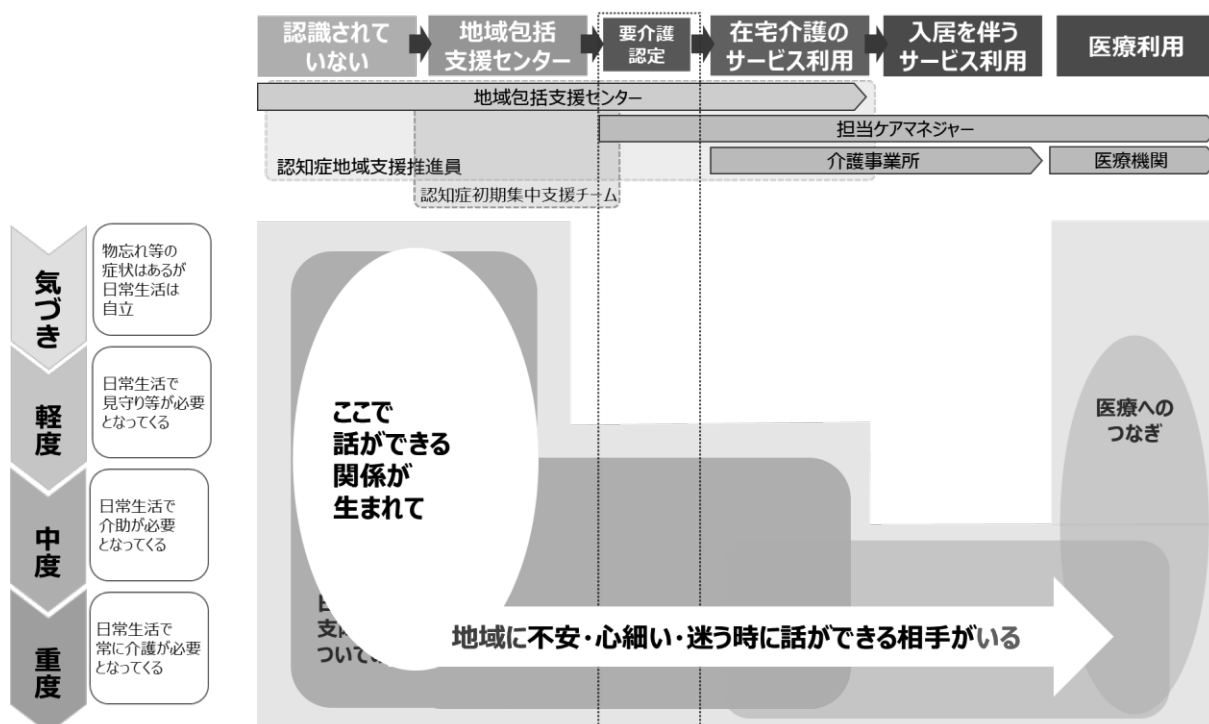 認識されて
いない
地域包括
支援センター
要介護
認定
在宅介護の
サービス利用
入居を伴う
サービス利用
医療利用
地域包括支援センター
担当ケアマネジャー
認知症地域支援推進員
介護事業所
医療機関
認知症初期集中支援チーム
気づき
物忘れ等の
症状はあるが
日常生活は
自立
軽度
日常生活で
見守り等が必要
となってくる
中度
日常生活で
介助が必要
となってくる
重度
日常生活で
常に介護が必要
となってくる
ここで
話ができる
関係が
生まれて
医療への
つなぎ
支
ついて
地域に不安・心細い・迷う時に話ができる相手がいる